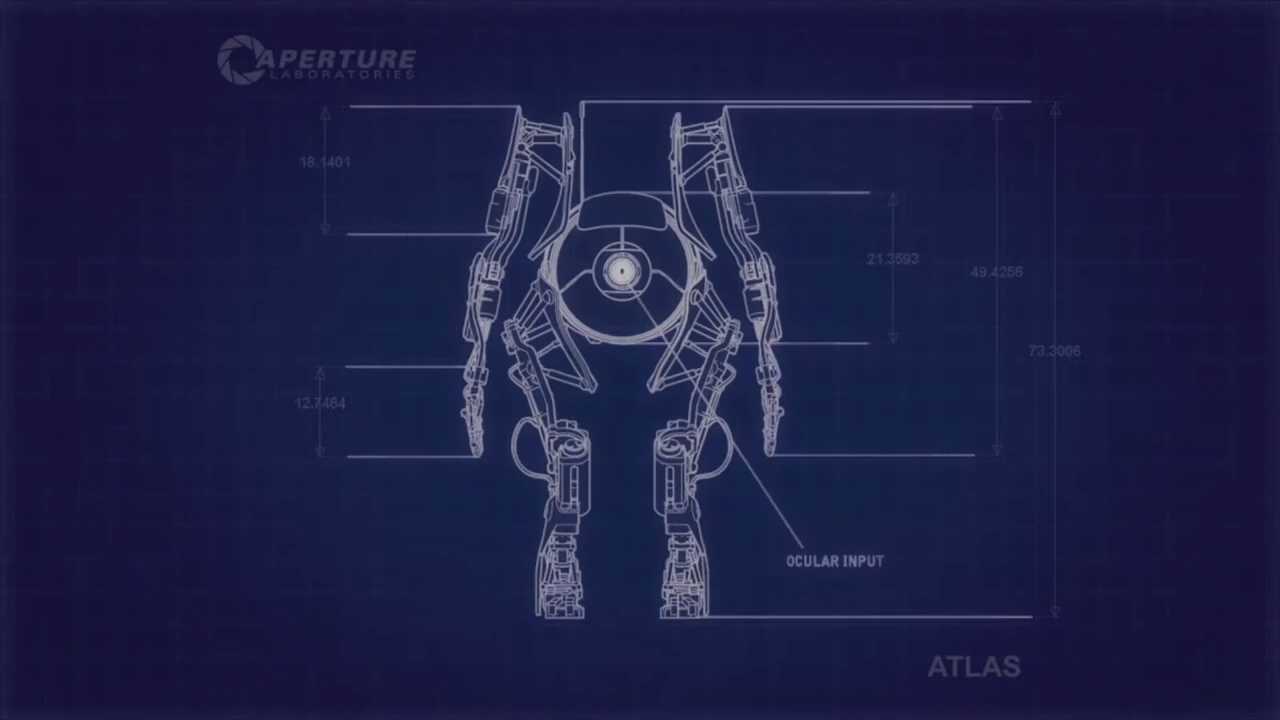 APERTURE
LABORATORIES
18.1401
21.3593
49.4256
73.3006
12.7464
OCULAR INPUT
ATLAS